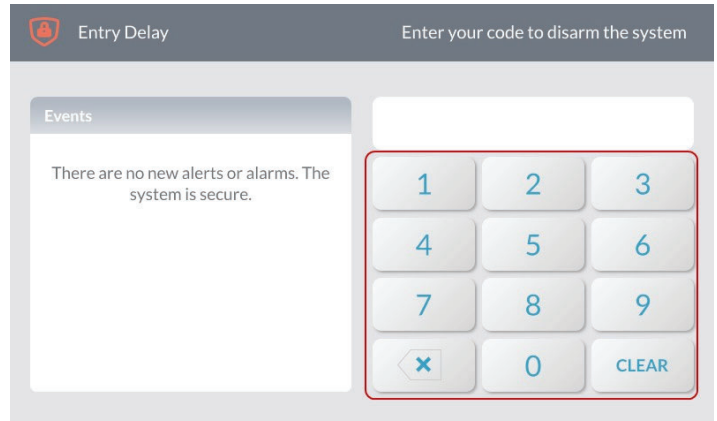 Entry Delay
Enter your code to disarm the system
Events
There are no new alerts or alarms. The
system is secure.
1 2 3
4 5 6
7 8 9
0 CLEAR